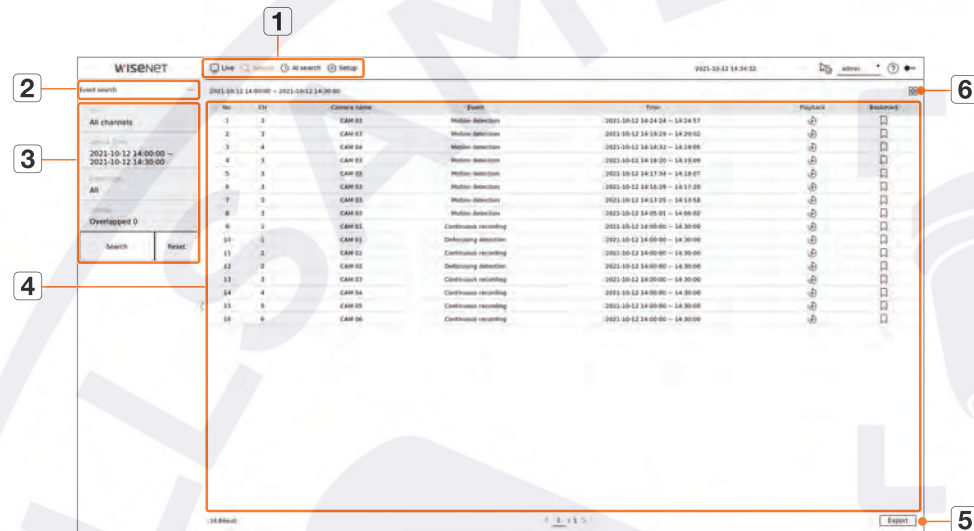 1
WISENET
Live Search AI search Setup
2021-10-12 14:34:32
admin
?
2
Event search
2021-10-12 14:00:00 ~ 2021-10-12 14:30:00
6
No CH Camera name Event Time Playback Bookmark
3
All channels
2021-10-12 14:00:00 ~
2021-10-12 14:30:00
All
Overlapped 0
Search Reset
4
1 3 CAM 03 Motion detection 2021-10-12 14:24:24 ~ 14:24:57
2 3 CAM 03 Motion detection 2021-10-12 14:19:29 ~ 14:20:02
3 4 CAM 04 Motion detection 2021-10-12 14:18:32 ~ 14:19:05
4 3 CAM 03 Motion detection 2021-10-12 14:18:20 ~ 14:19:09
5 3 CAM 03 Motion detection 2021-10-12 14:17:34 ~ 14:18:07
6 3 CAM 03 Motion detection 2021-10-12 14:16:29 ~ 14:17:20
7 3 CAM 03 Motion detection 2021-10-12 14:13:25 ~ 14:13:58
8 3 CAM 03 Motion detection 2021-10-12 14:05:01 ~ 14:06:02
9 1 CAM 01 Continuous recording 2021-10-12 14:00:00 ~ 14:30:00
10 1 CAM 01 Defocusing detection 2021-10-12 14:00:00 ~ 14:30:00
11 2 CAM 02 Continuous recording 2021-10-12 14:00:00 ~ 14:30:00
12 2 CAM 02 Defocusing detection 2021-10-12 14:00:00 ~ 14:30:00
13 3 CAM 03 Continuous recording 2021-10-12 14:00:00 ~ 14:30:00
14 4 CAM 04 Continuous recording 2021-10-12 14:00:00 ~ 14:30:00
15 5 CAM 05 Continuous recording 2021-10-12 14:00:00 ~ 14:30:00
16 6 CAM 06 Continuous recording 2021-10-12 14:00:00 ~ 14:30:00
16 Result
< 1 / 1 >
Export
5